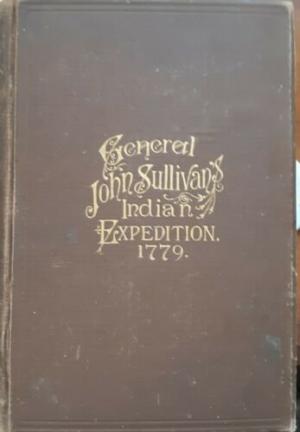 General
John Sullivan's
Indian
Expedition.
1779.